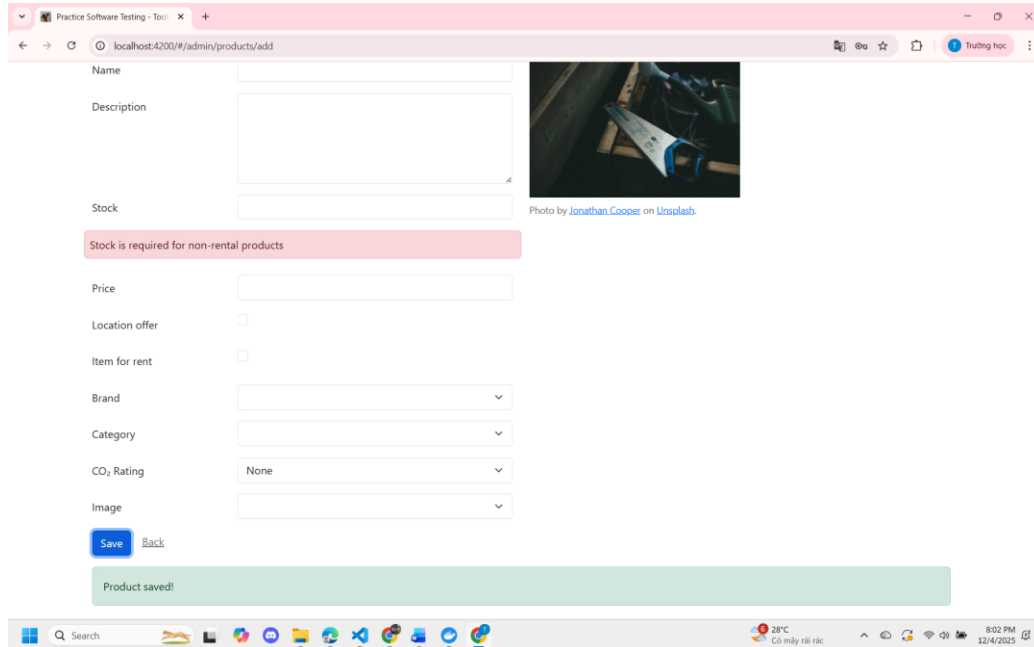 Practice Software Testing - Tool
localhost:4200/#/admin/products/add
Trường học
Name
Description
Stock
Photo by Jonathan Cooper on Unsplash.
Stock is required for non-rental products
Price
Location offer
Item for rent
Brand
Category
CO₂ Rating
None
Image
Save
Back
Product saved!
Search
6
28°C
Có mây rải rác
8:02 PM
12/4/2025